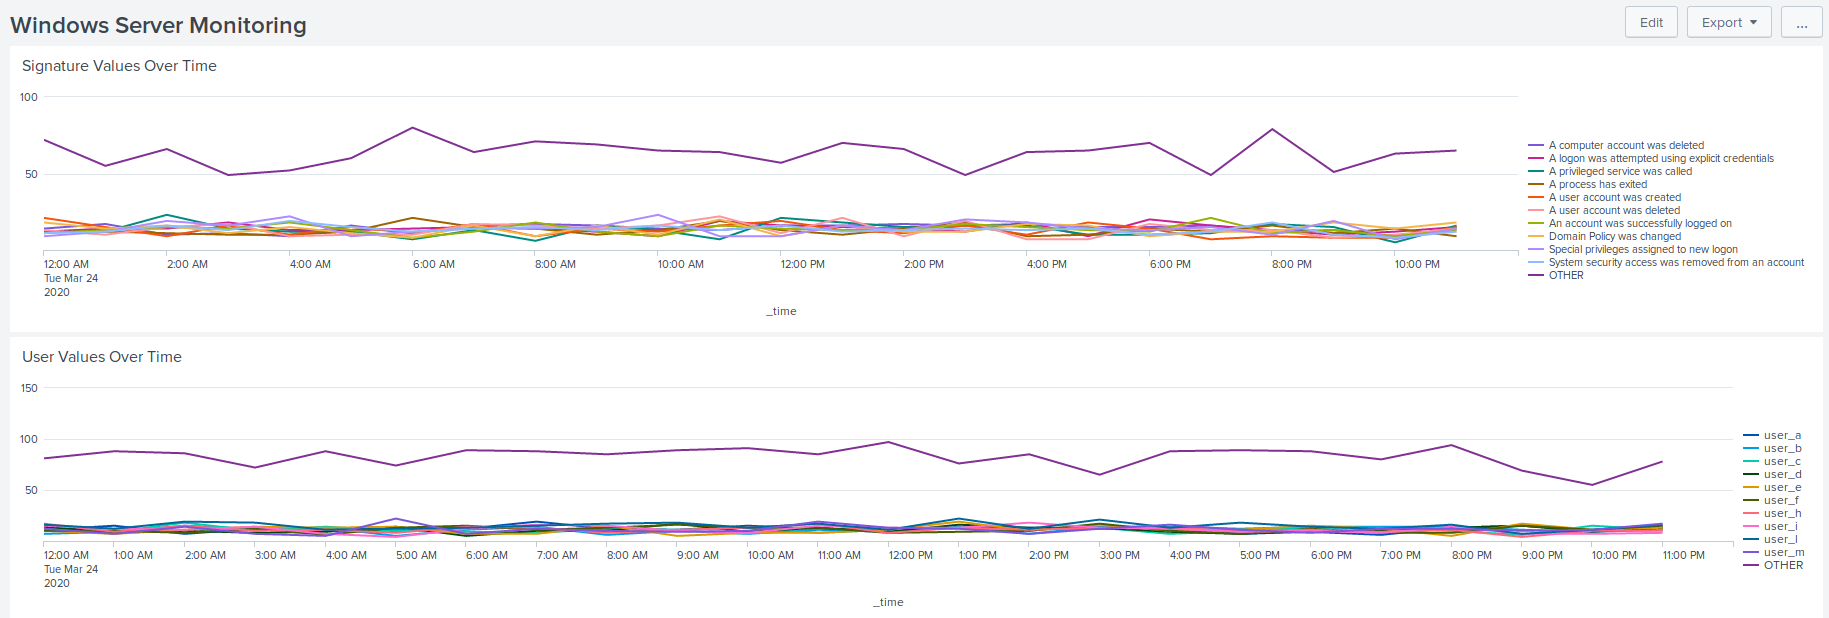 Windows Server Monitoring
Edit
Export
...
Signature Values Over Time
100
50
12:00 AM 2:00 AM 4:00 AM 6:00 AM 8:00 AM 10:00 AM 12:00 PM 2:00 PM 4:00 PM 6:00 PM 8:00 PM 10:00 PM
Tue Mar 24
2020
_time
A computer account was deleted
A logon was attempted using explicit credentials
A privileged service was called
A process has exited
A user account was created
A user account was deleted
An account was successfully logged on
Domain Policy was changed
Special privileges assigned to new logon
System security access was removed from an account
OTHER
User Values Over Time
150
100
50
12:00 AM 1:00 AM 2:00 AM 3:00 AM 4:00 AM 5:00 AM 6:00 AM 7:00 AM 8:00 AM 9:00 AM 10:00 AM 11:00 AM 12:00 PM 1:00 PM 2:00 PM 3:00 PM 4:00 PM 5:00 PM 6:00 PM 7:00 PM 8:00 PM 9:00 PM 10:00 PM 11:00 PM
Tue Mar 24
2020
_time
user_a
user_b
user_c
user_d
user_e
user_f
user_h
user_i
user_l
user_m
OTHER